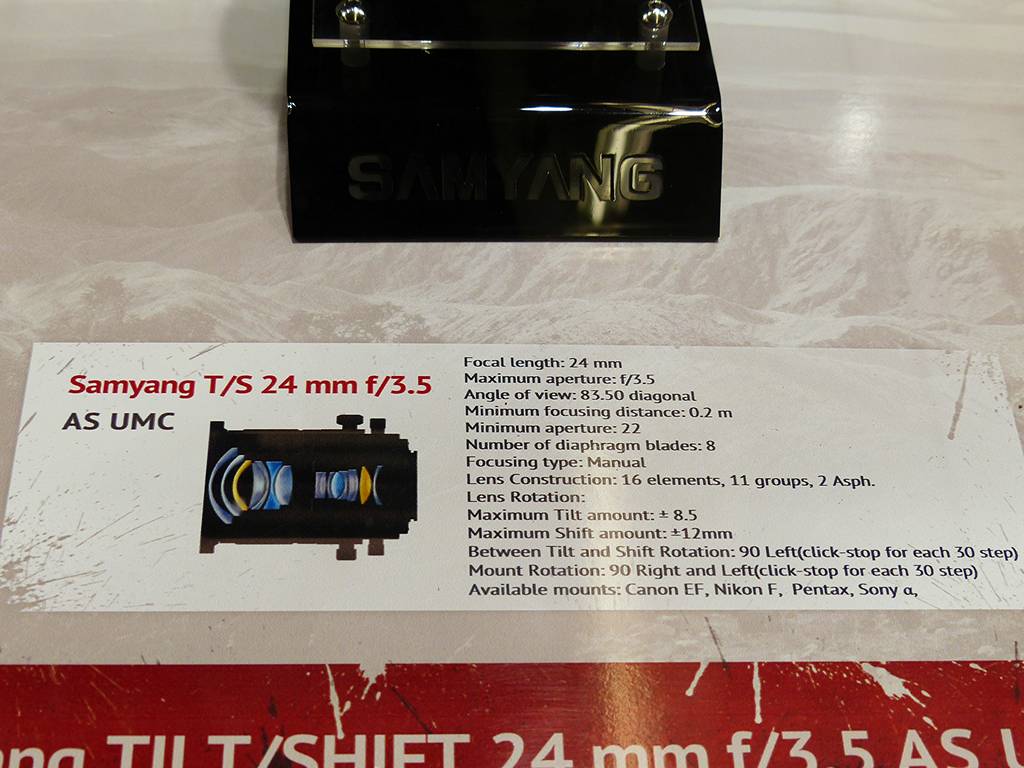 SAMYANG
Samyang T/S 24 mm f/3.5
AS UMC
Focal length: 24 mm
Maximum aperture: f/3.5
Angle of view: 83.50 diagonal
Minimum focusing distance: 0.2 m
Minimum aperture: 22
Number of diaphragm blades: 8
Focusing type: Manual
Lens Construction: 16 elements, 11 groups, 2 Asph.
Lens Rotation:
Maximum Tilt amount: ± 8.5
Maximum Shift amount: ±12mm
Between Tilt and Shift Rotation: 90 Left(click-stop for each 30 step)
Mount Rotation: 90 Right and Left(click-stop for each 30 step)
Available mounts: Canon EF, Nikon F, Pentax, Sony α,
ang TILT/SHIFT 24 mm f/3.5 AS U